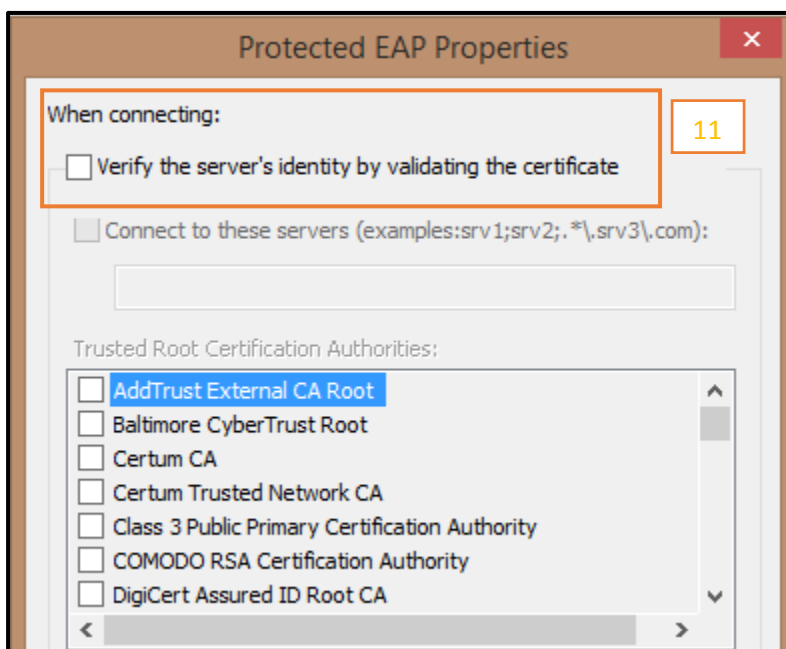 Protected EAP Properties
When connecting:
11
Verify the server's identity by validating the certificate
Connect to these servers (examples:srv1;srv2;.*\.srv3\.com):
Trusted Root Certification Authorities:
AddTrust External CA Root
Baltimore CyberTrust Root
Certum CA
Certum Trusted Network CA
Class 3 Public Primary Certification Authority
COMODO RSA Certification Authority
DigiCert Assured ID Root CA